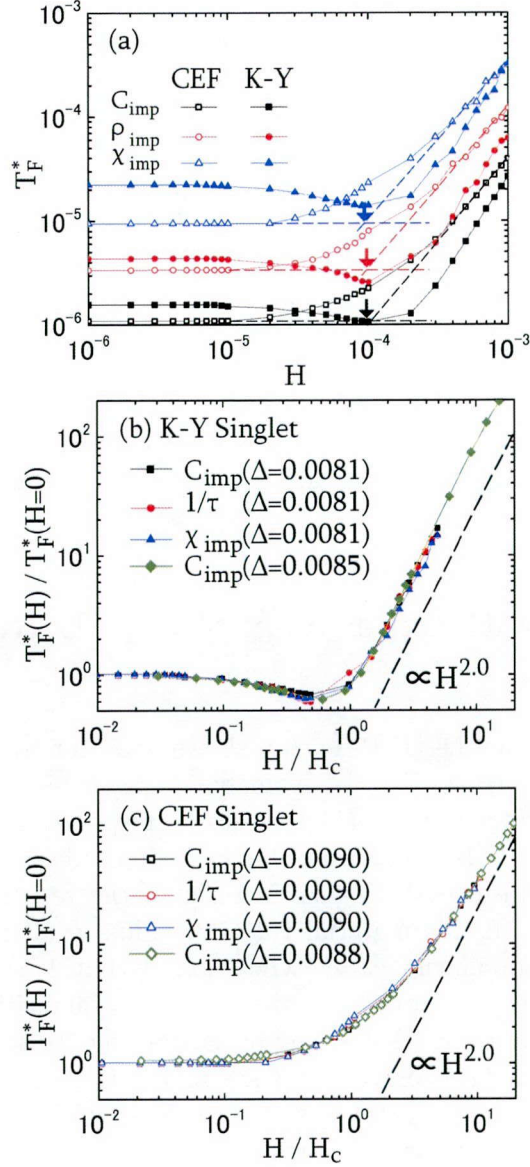 (a)
CEF K-Y
C_imp
ρ_imp
χ_imp
T*_F
10^-3
10^-4
10^-5
10^-6
10^-6 10^-5 10^-4 10^-3
H
(b) K-Y Singlet
C_imp(Δ=0.0081)
1/τ (Δ=0.0081)
χ_imp(Δ=0.0081)
C_imp(Δ=0.0085)
∝H^2.0
T*_F(H) / T*_F(H=0)
10^2
10^1
10^0
10^-2 10^-1 10^0 10^1
H / H_c
(c) CEF Singlet
C_imp(Δ=0.0090)
1/τ (Δ=0.0090)
χ_imp(Δ=0.0090)
C_imp(Δ=0.0088)
∝H^2.0
T*_F(H) / T*_F(H=0)
10^2
10^1
10^0
10^-2 10^-1 10^0 10^1
H / H_c